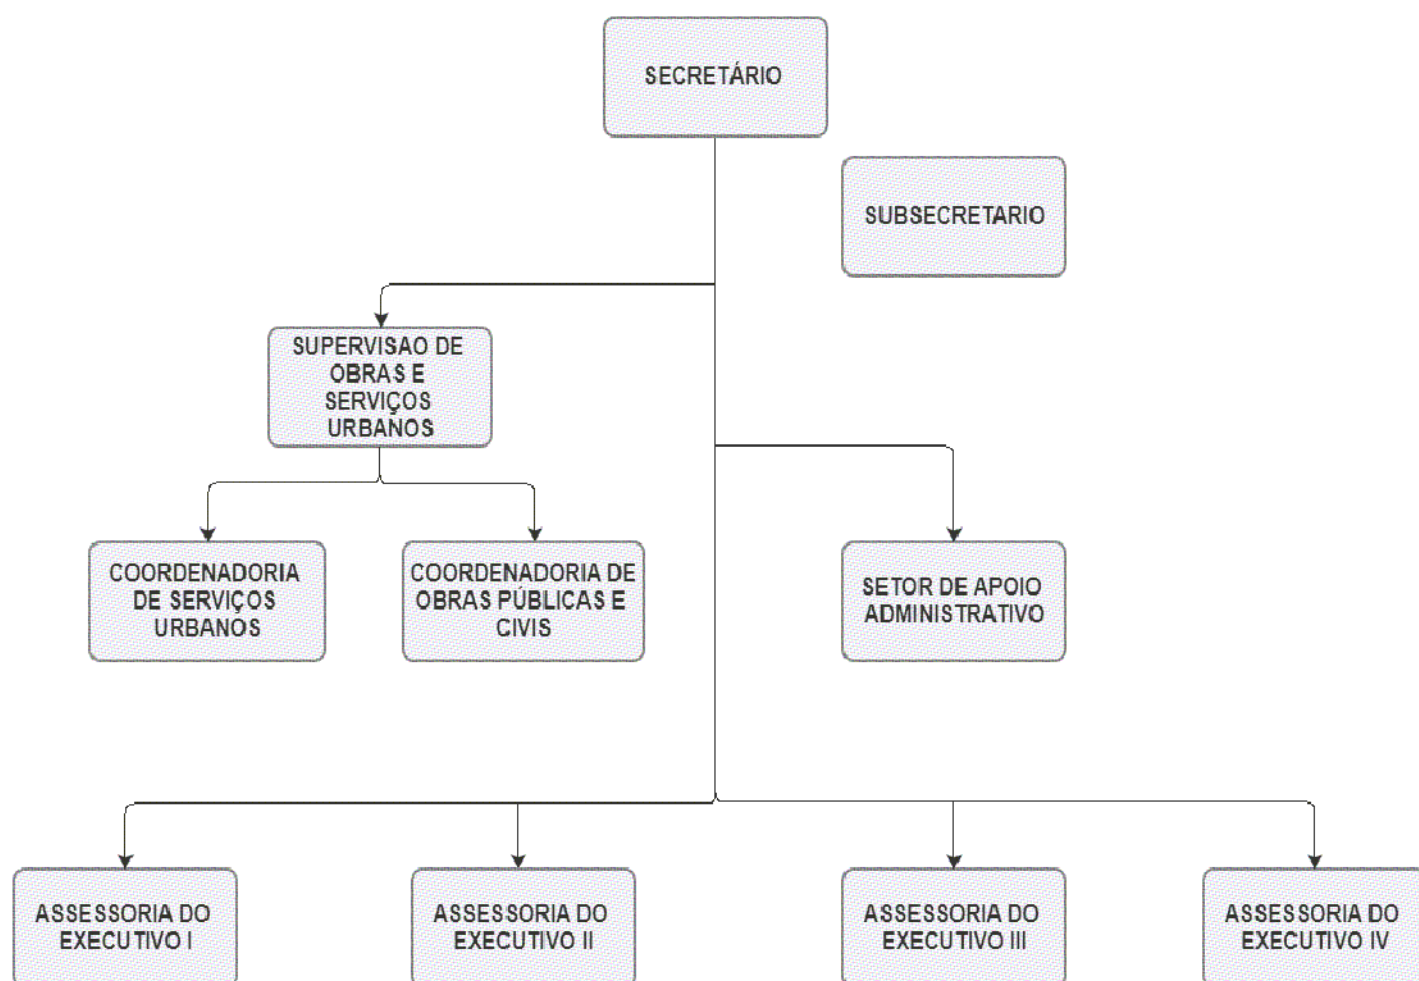 SECRETÁRIO
SUBSECRETARIO
SUPERVISAO DE
OBRAS E
SERVIÇOS
URBANOS
COORDENADORIA
DE SERVIÇOS
URBANOS
COORDENADORIA DE
OBRAS PÚBLICAS E
CIVIS
SETOR DE APOIO
ADMINISTRATIVO
ASSESSORIA DO
EXECUTIVO I
ASSESSORIA DO
EXECUTIVO II
ASSESSORIA DO
EXECUTIVO III
ASSESSORIA DO
EXECUTIVO IV